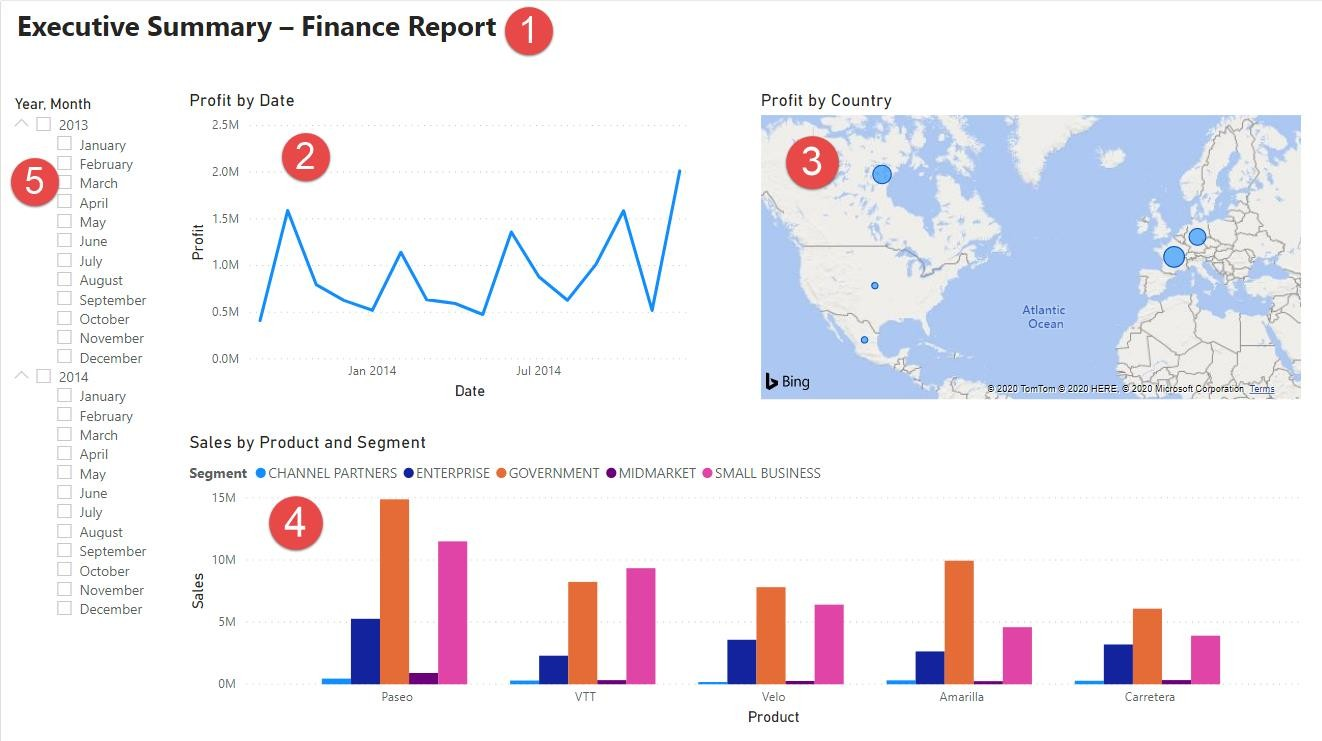 Executive Summary – Finance Report
1
Year, Month
2013
January
February
March
April
May
June
July
August
September
October
November
December
2014
January
February
March
April
May
June
July
August
September
October
November
December
5
Profit by Date
2
2.5M
2.0M
1.5M
1.0M
0.5M
0.0M
Profit
Jan 2014
Jul 2014
Date
Profit by Country
3
Atlantic
Ocean
Bing
© 2020 TomTom © 2020 HERE, © 2020 Microsoft Corporation Terms
Sales by Product and Segment
Segment CHANNEL PARTNERS ENTERPRISE GOVERNMENT MIDMARKET SMALL BUSINESS
4
15M
10M
5M
0M
Sales
Paseo
VTT
Velo
Amarilla
Carretera
Product